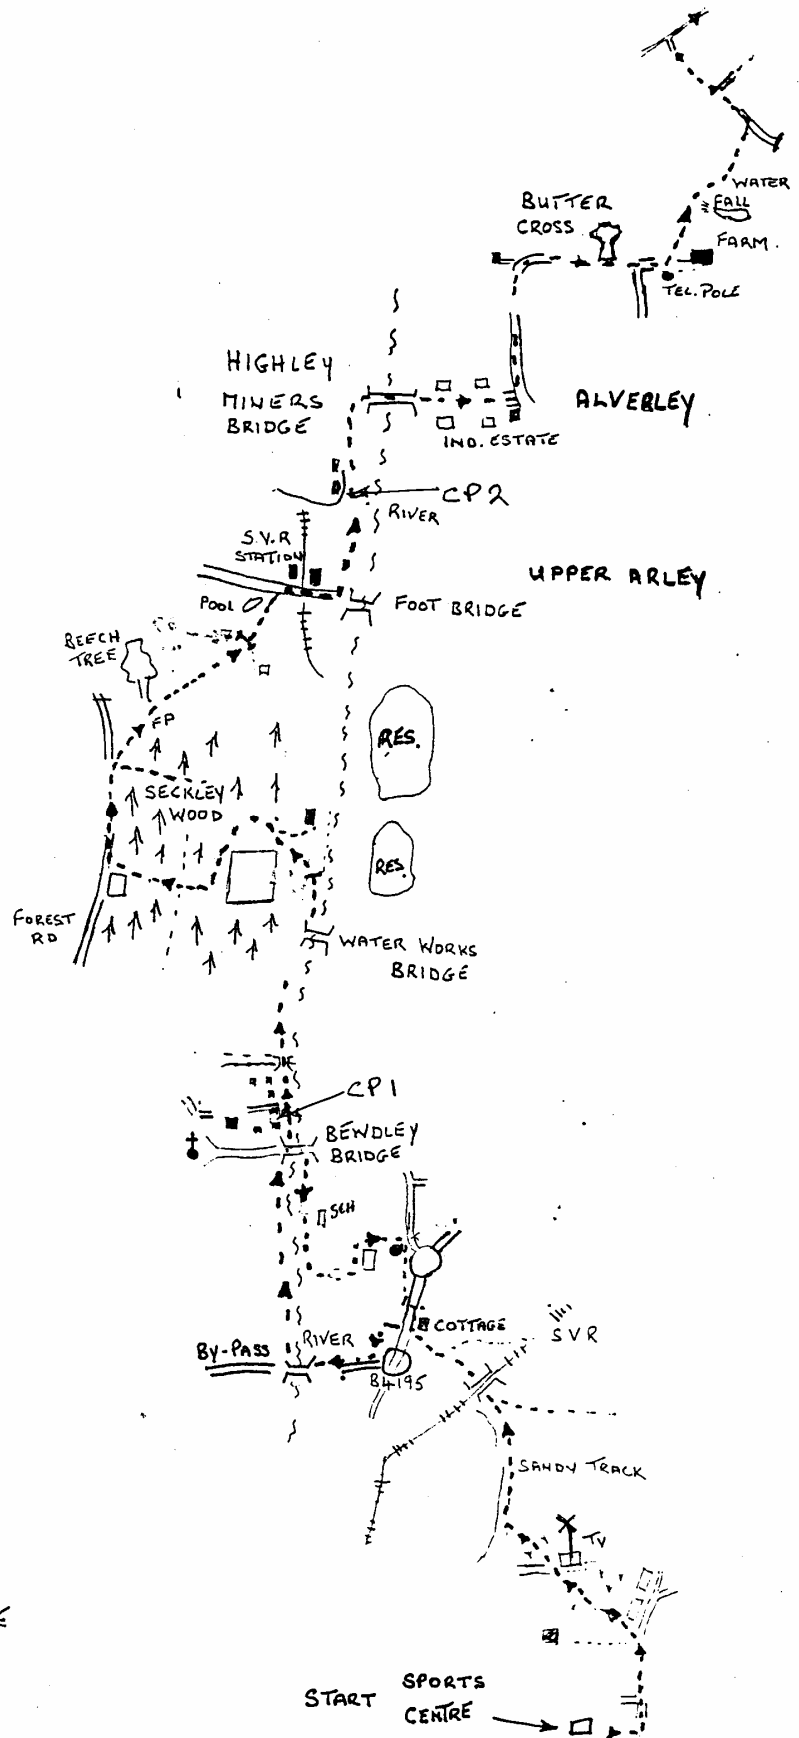 WATER
FALL
BUTTER
CROSS
FARM.
TEL. POLE
HIGHLEY
MINERS
BRIDGE
ALVEBLEY
IND. ESTATE
CP2
RIVER
S.V.R
STATION
UPPER ARLEY
POOL
FOOT BRIDGE
BEECH
TREE
FP
RES.
SECKLEY
WOOD
RES.
FOREST
RD
WATER WORKS
BRIDGE
CP1
BEWDLEY
BRIDGE
SCH
COTTAGE
RIVER
BY-PASS
SVR
B4195
SANDY TRACK
TV
START SPORTS
CENTRE